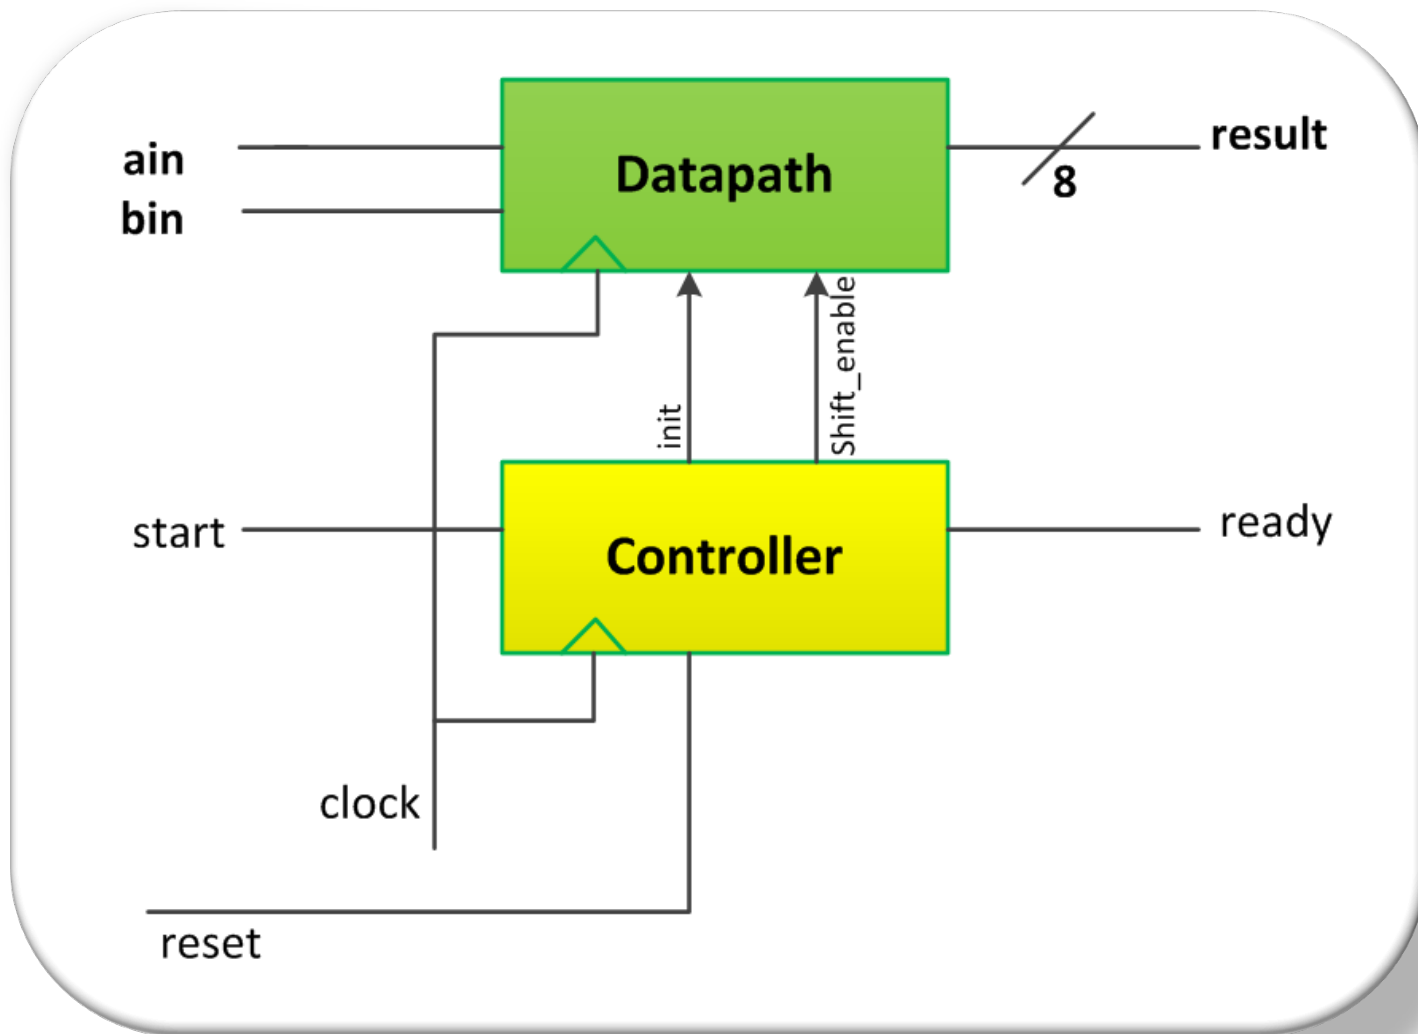 ain
bin
Datapath
result
8
init
Shift_enable
start
Controller
ready
clock
reset